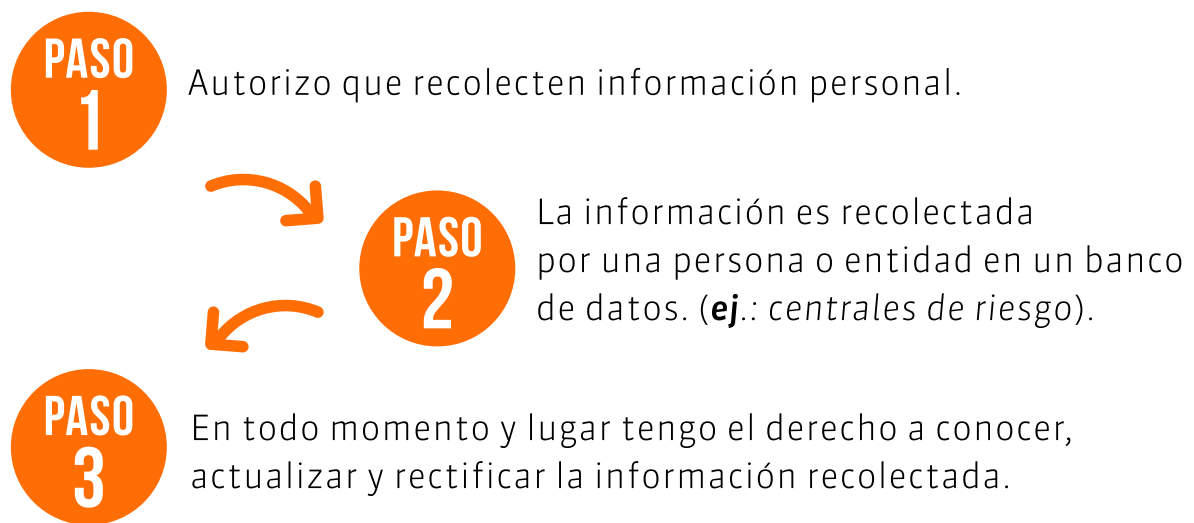 PASO
1
Autorizo que recolecten información personal.
PASO
2
La información es recolectada
por una persona o entidad en un banco
de datos. (ej.: centrales de riesgo).
PASO
3
En todo momento y lugar tengo el derecho a conocer,
actualizar y rectificar la información recolectada.